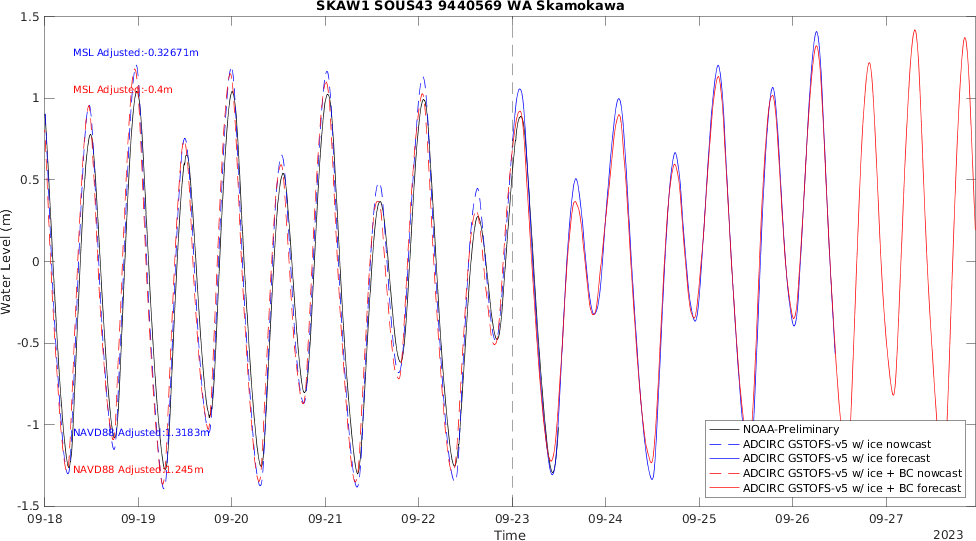 SKAW1 SOUS43 9440569 WA Skamokawa
1.5
MSL Adjusted:-0.32671m
MSL Adjusted:-0.4m
1
0.5
Water Level (m)
0
-0.5
-1
NAVD88 Adjusted:1.3183m
NAVD88 Adjusted:1.245m
-1.5
NOAA-Preliminary
ADCIRC GSTOFS-v5 w/ ice nowcast
ADCIRC GSTOFS-v5 w/ ice forecast
ADCIRC GSTOFS-v5 w/ ice + BC nowcast
ADCIRC GSTOFS-v5 w/ ice + BC forecast
09-18 09-19 09-20 09-21 09-22 09-23 09-24 09-25 09-26 09-27
Time
2023